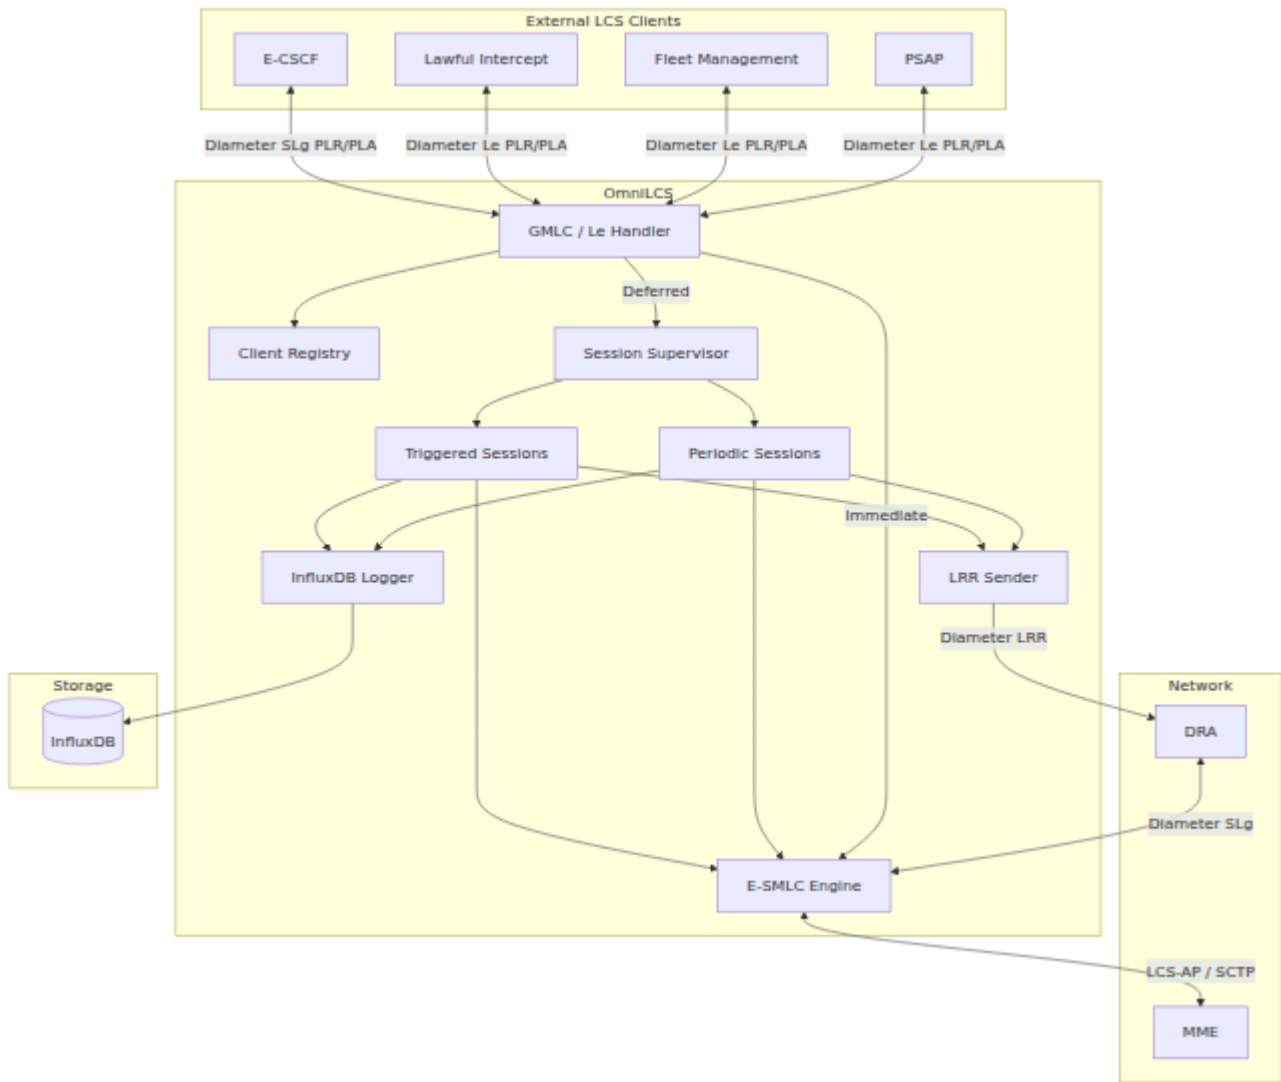 External LCS Clients
E-CSCF
Lawful Intercept
Fleet Management
PSAP
Diameter SLg PLR/PLA
Diameter Le PLR/PLA
Diameter Le PLR/PLA
Diameter Le PLR/PLA
OmniLCS
GMLC / Le Handler
Deferred
Client Registry
Session Supervisor
Triggered Sessions
Periodic Sessions
Immediate
InfluxDB Logger
LRR Sender
Diameter LRR
Storage
InfluxDB
Network
DRA
Diameter SLg
E-SMLC Engine
LCS-AP / SCTP
MME